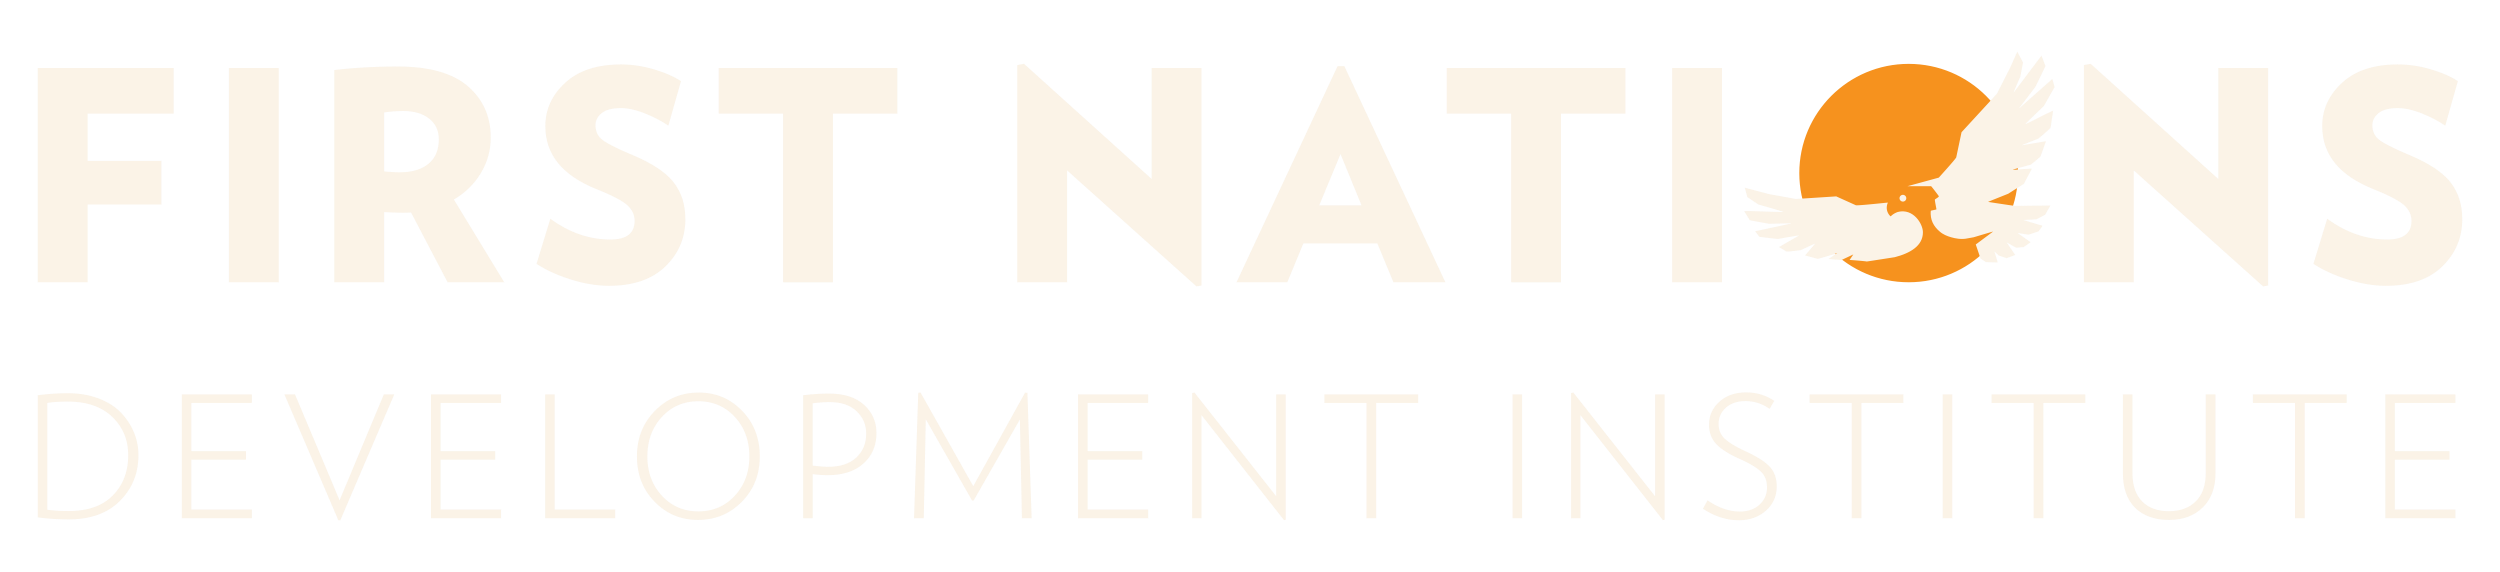 FIRST NATIONS
DEVELOPMENT INSTITUTE